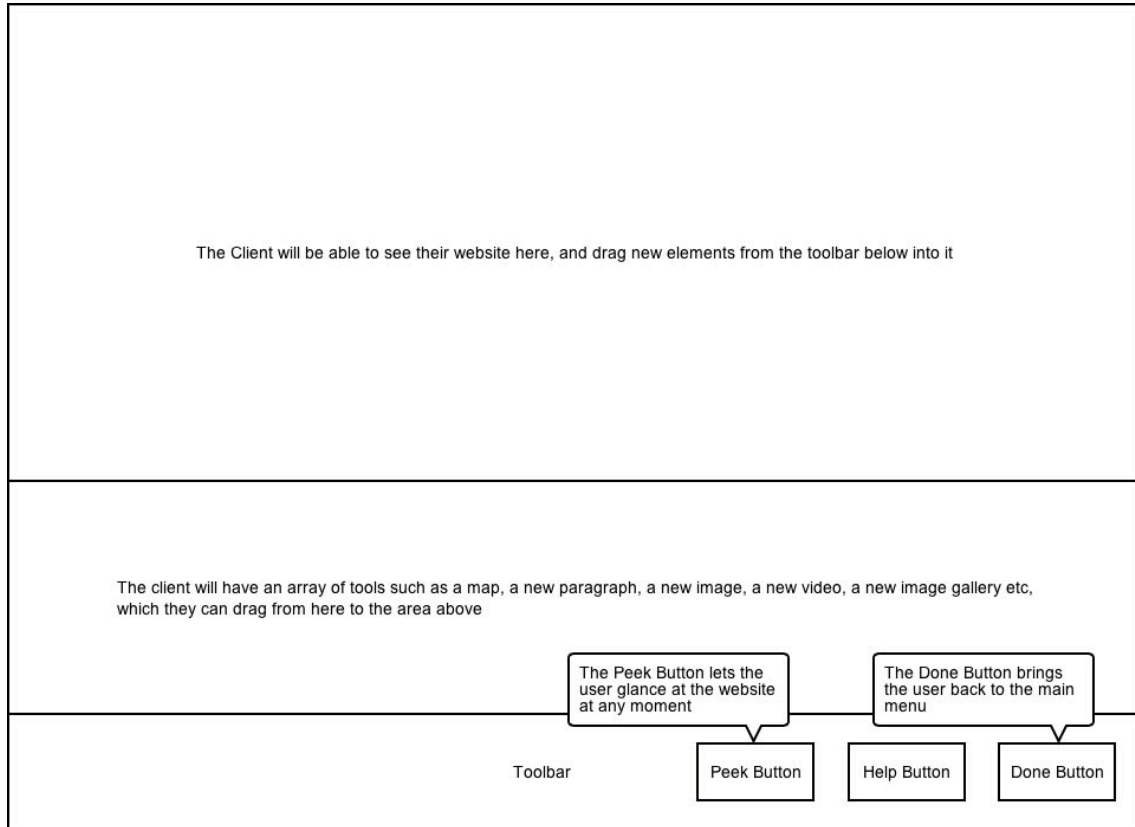 The Client will be able to see their website here, and drag new elements from the toolbar below into it
The client will have an array of tools such as a map, a new paragraph, a new image, a new video, a new image gallery etc,
which they can drag from here to the area above
The Peek Button lets the
user glance at the website
at any moment
The Done Button brings
the user back to the main
menu
Toolbar
Peek Button
Help Button
Done Button